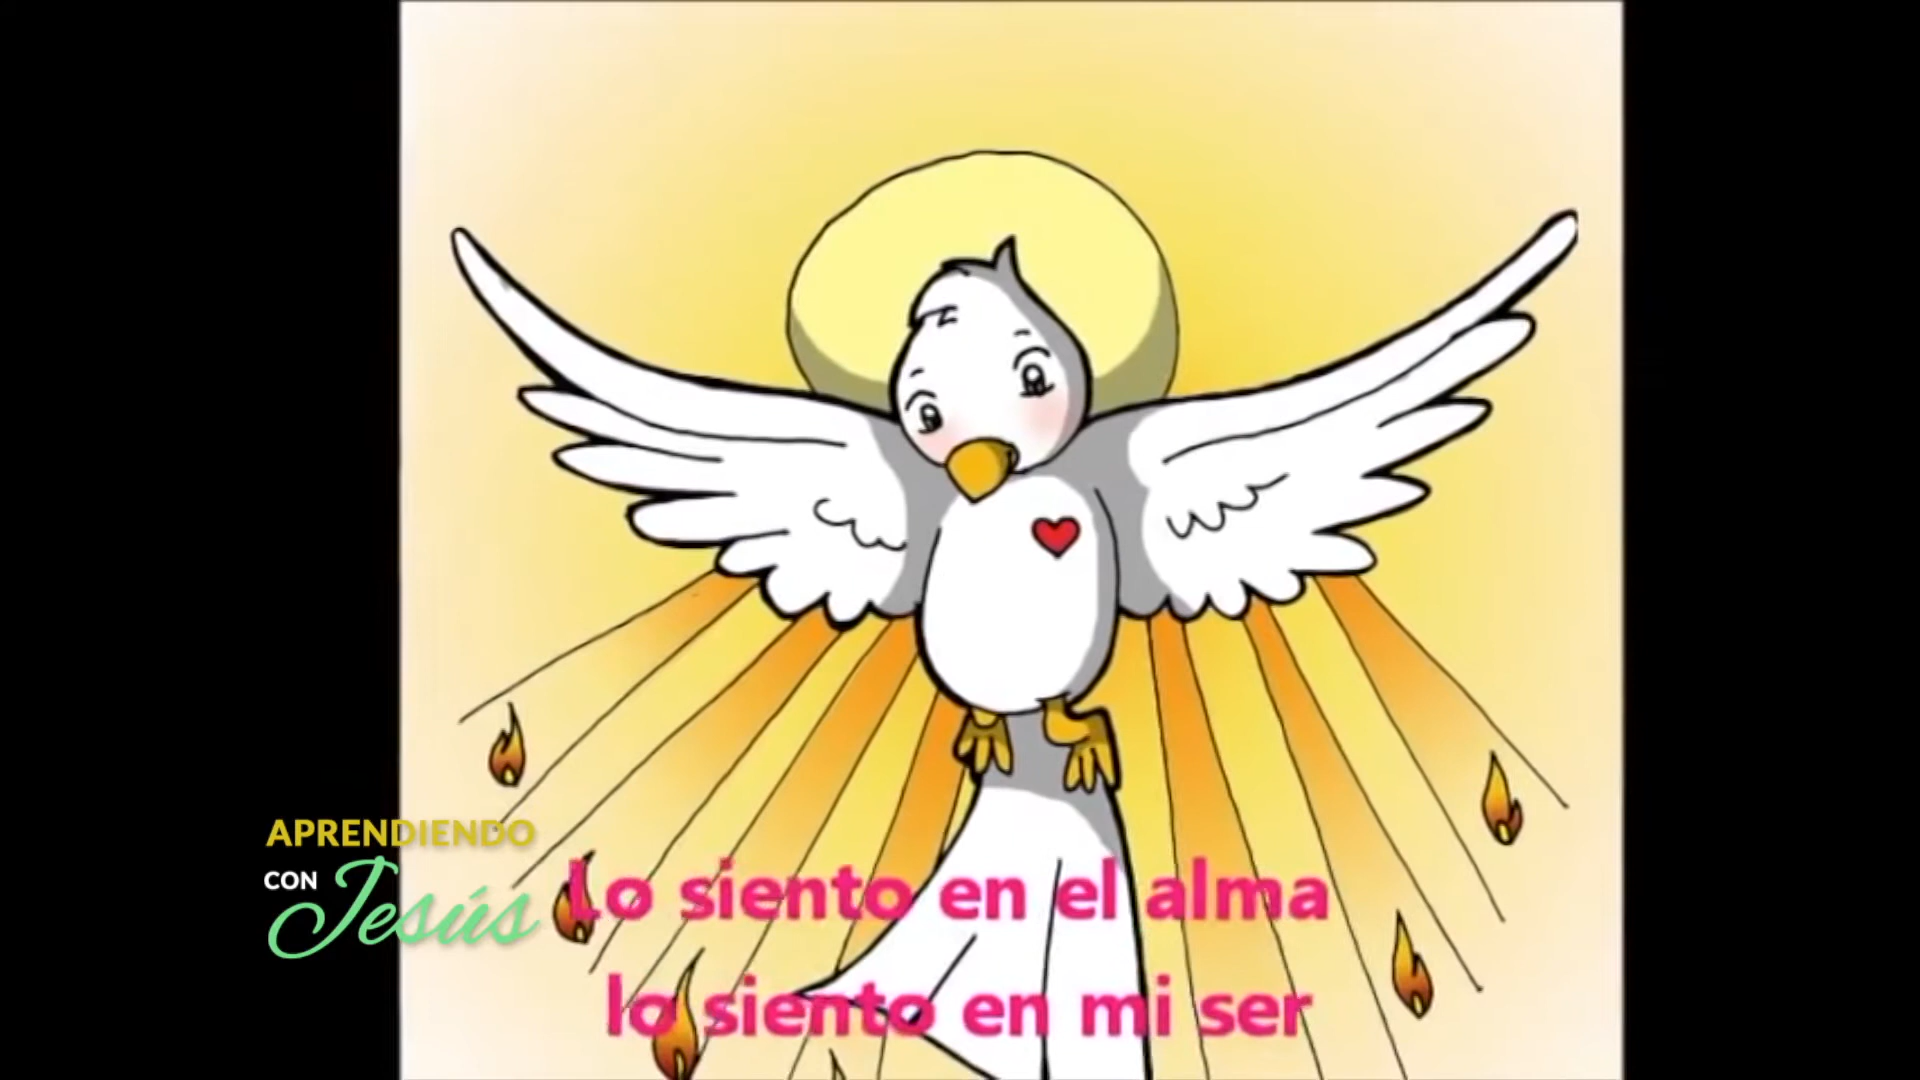 APRENDIENDO
CON
Jesús
Lo siento en el alma
lo siento en mi ser